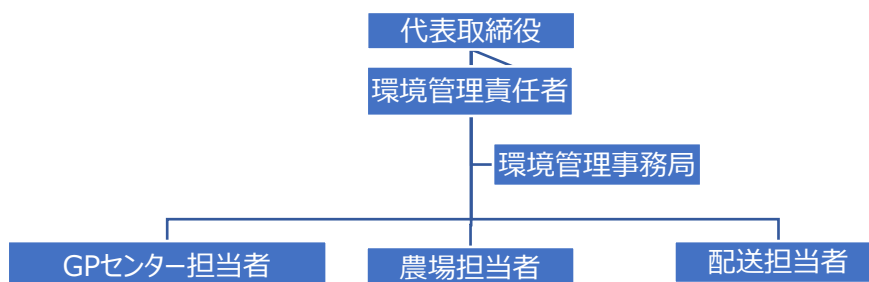 代表取締役
環境管理責任者
環境管理事務局
GPセンター担当者
農場担当者
配送担当者